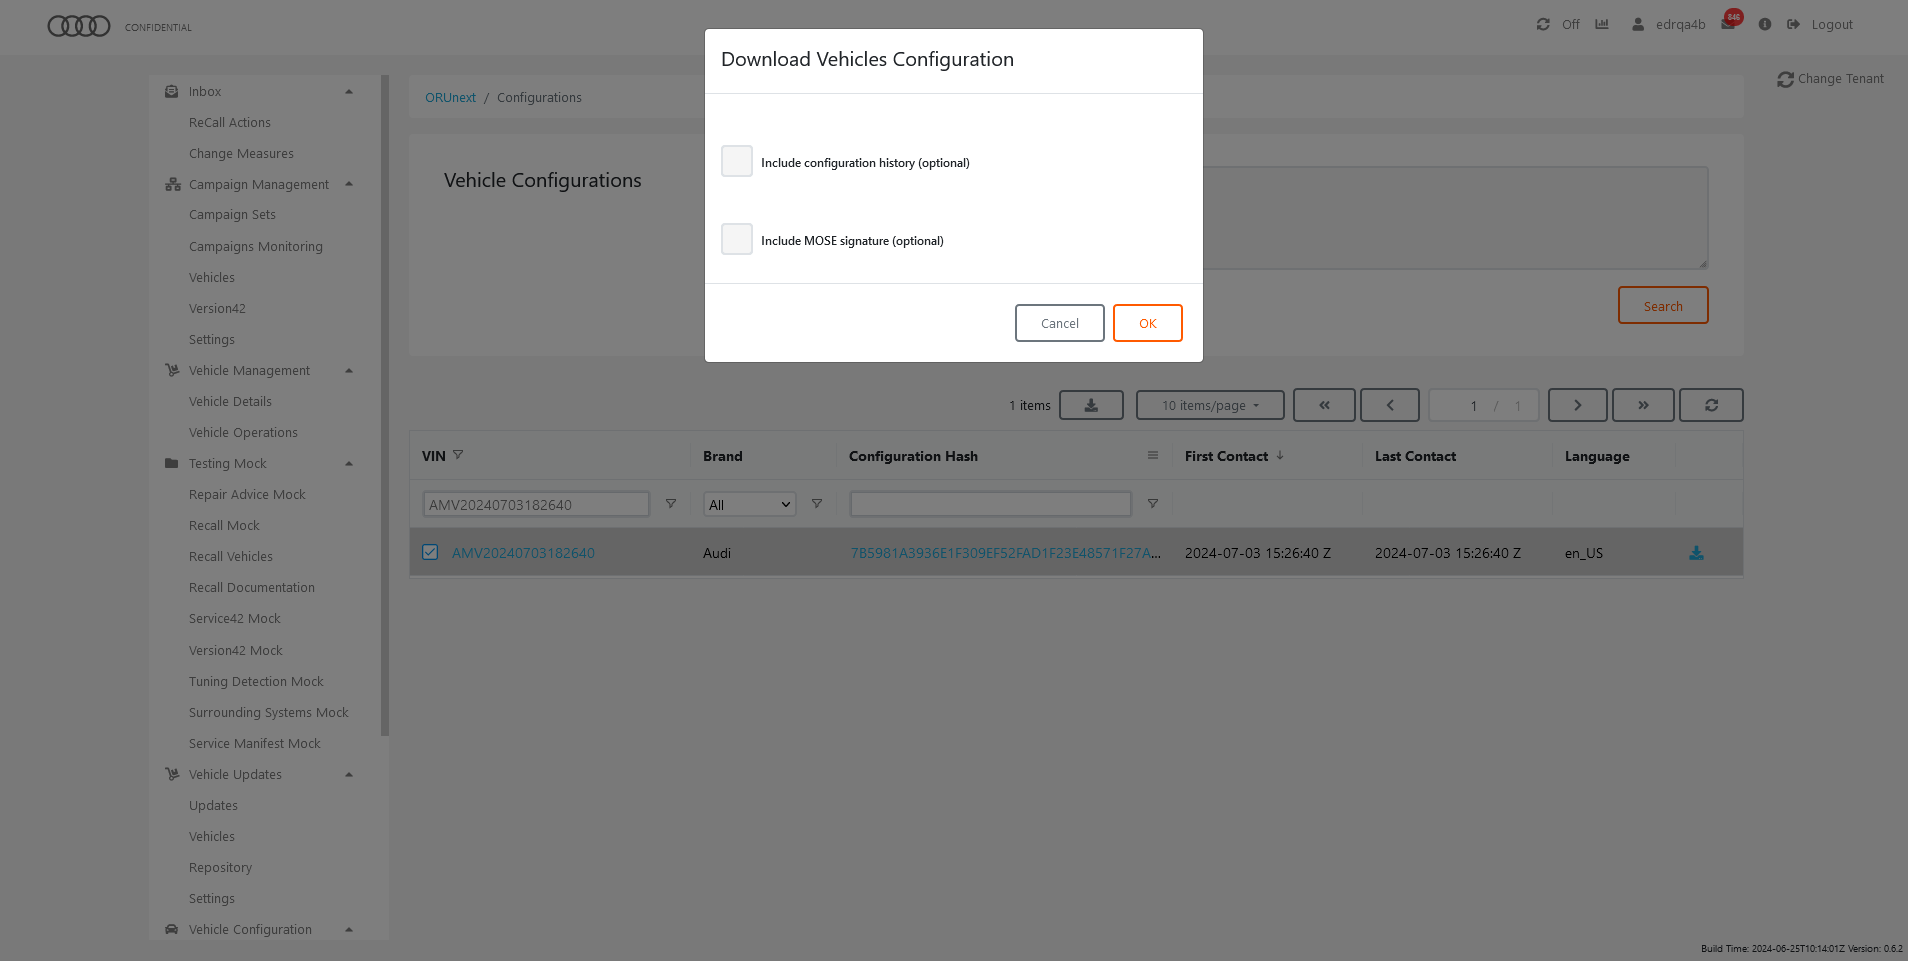 CONFIDENTIAL
Off
edrqa4b
846
Logout
Change Tenant
Inbox
ReCall Actions
Change Measures
Campaign Management
Campaign Sets
Campaigns Monitoring
Vehicles
Version42
Settings
Vehicle Management
Vehicle Details
Vehicle Operations
Testing Mock
Repair Advice Mock
Recall Mock
Recall Vehicles
Recall Documentation
Service42 Mock
Version42 Mock
Tuning Detection Mock
Surrounding Systems Mock
Service Manifest Mock
Vehicle Updates
Updates
Vehicles
Repository
Settings
Vehicle Configuration
ORUnext / Configurations
Vehicle Configurations
Search
Download Vehicles Configuration
Include configuration history (optional)
Include MOSE signature (optional)
Cancel OK
1 items 10 items/page 1 / 1
VIN Brand Configuration Hash First Contact Last Contact Language
AMV20240703182640 All
AMV20240703182640 Audi 7B5981A3936E1F309EF52FAD1F23E48571F27A... 2024-07-03 15:26:40 Z 2024-07-03 15:26:40 Z en_US
Build Time: 2024-06-25T10:14:01Z Version: 0.6.2